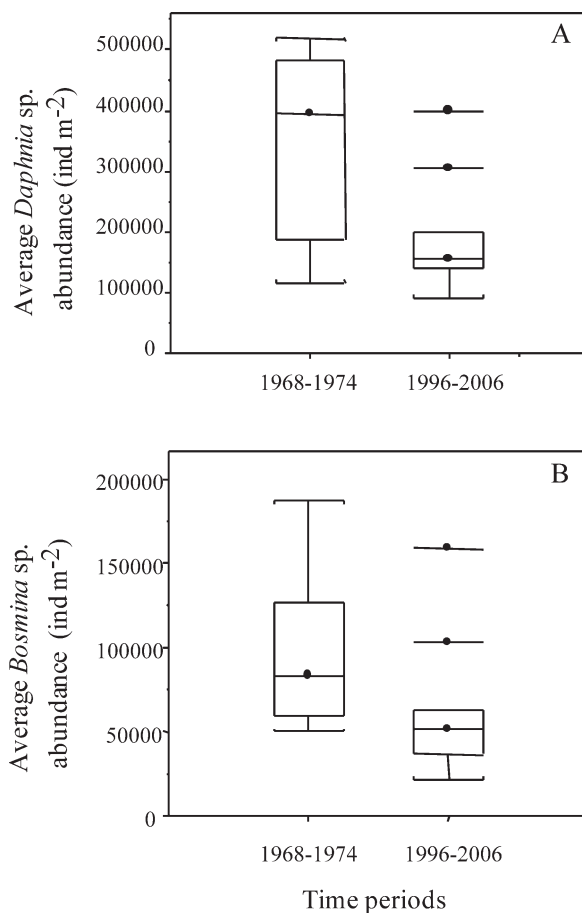 A
Average Daphnia sp.
abundance (ind m⁻²)
500000
400000
300000
200000
100000
0
1968-1974
1996-2006
B
Average Bosmina sp.
abundance (ind m⁻²)
200000
150000
100000
50000
0
1968-1974
1996-2006
Time periods